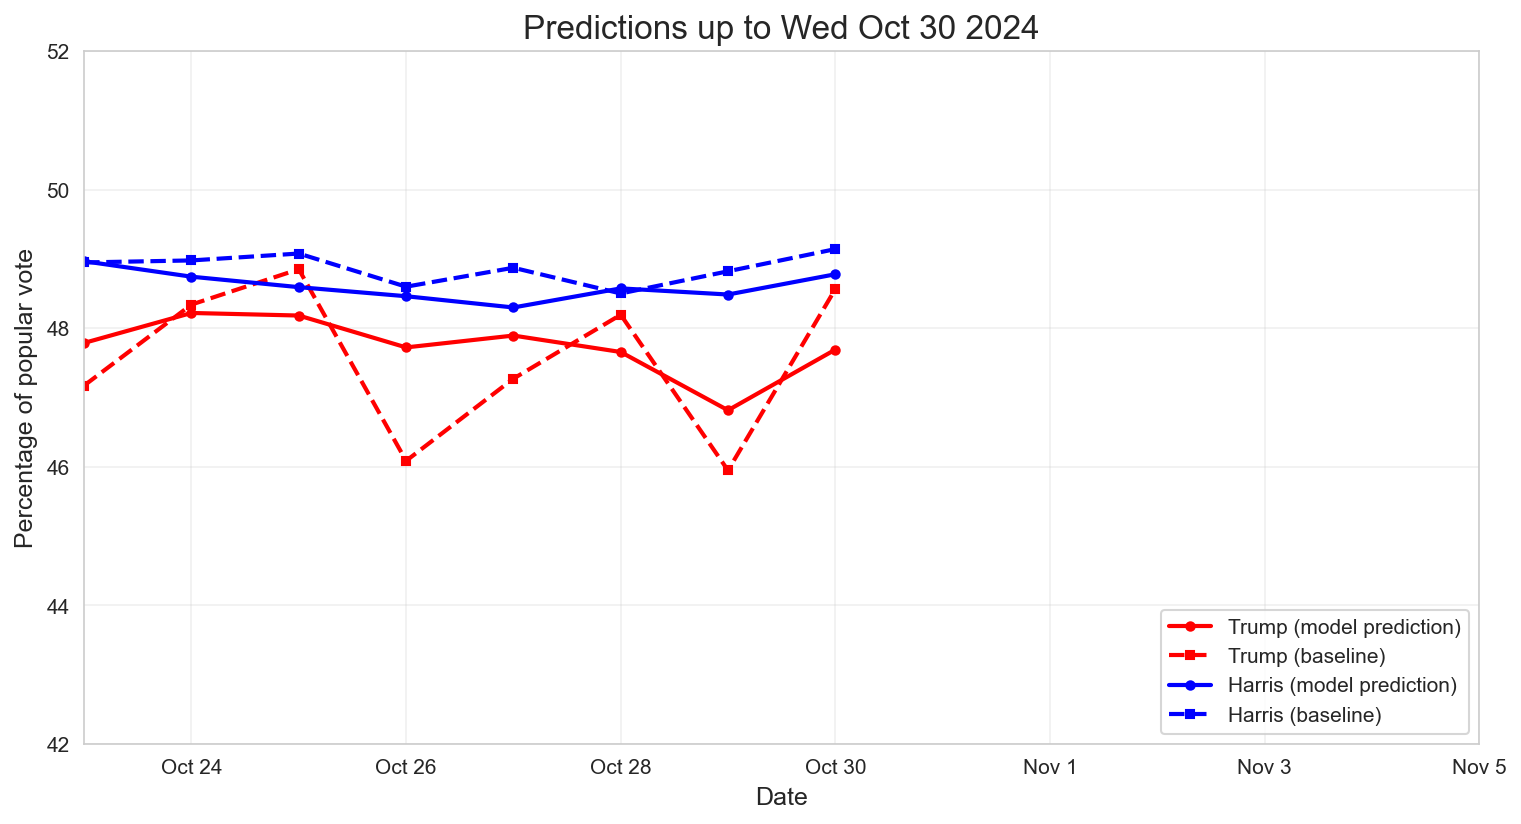 Predictions up to Wed Oct 30 2024
52
50
48
46
44
42
Percentage of popular vote
Oct 24
Oct 26
Oct 28
Oct 30
Nov 1
Nov 3
Nov 5
Date
Trump (model prediction)
Trump (baseline)
Harris (model prediction)
Harris (baseline)